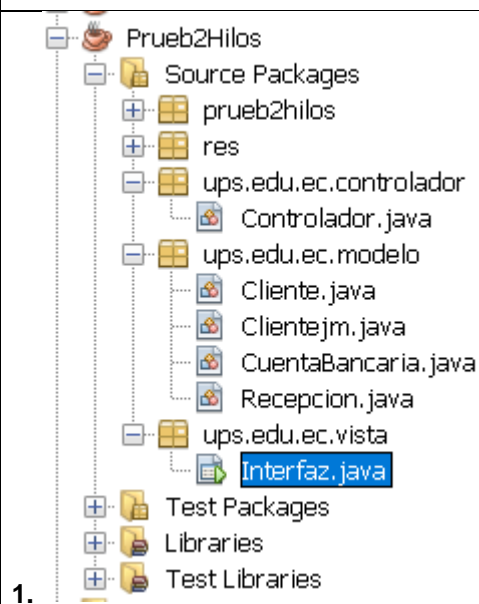 Prueb2Hilos
Source Packages
prueb2hilos
res
ups.edu.ec.controlador
Controlador.java
ups.edu.ec.modelo
Cliente.java
Clientejm.java
CuentaBancaria.java
Recepcion.java
ups.edu.ec.vista
Interfaz.java
Test Packages
Libraries
Test Libraries
1.